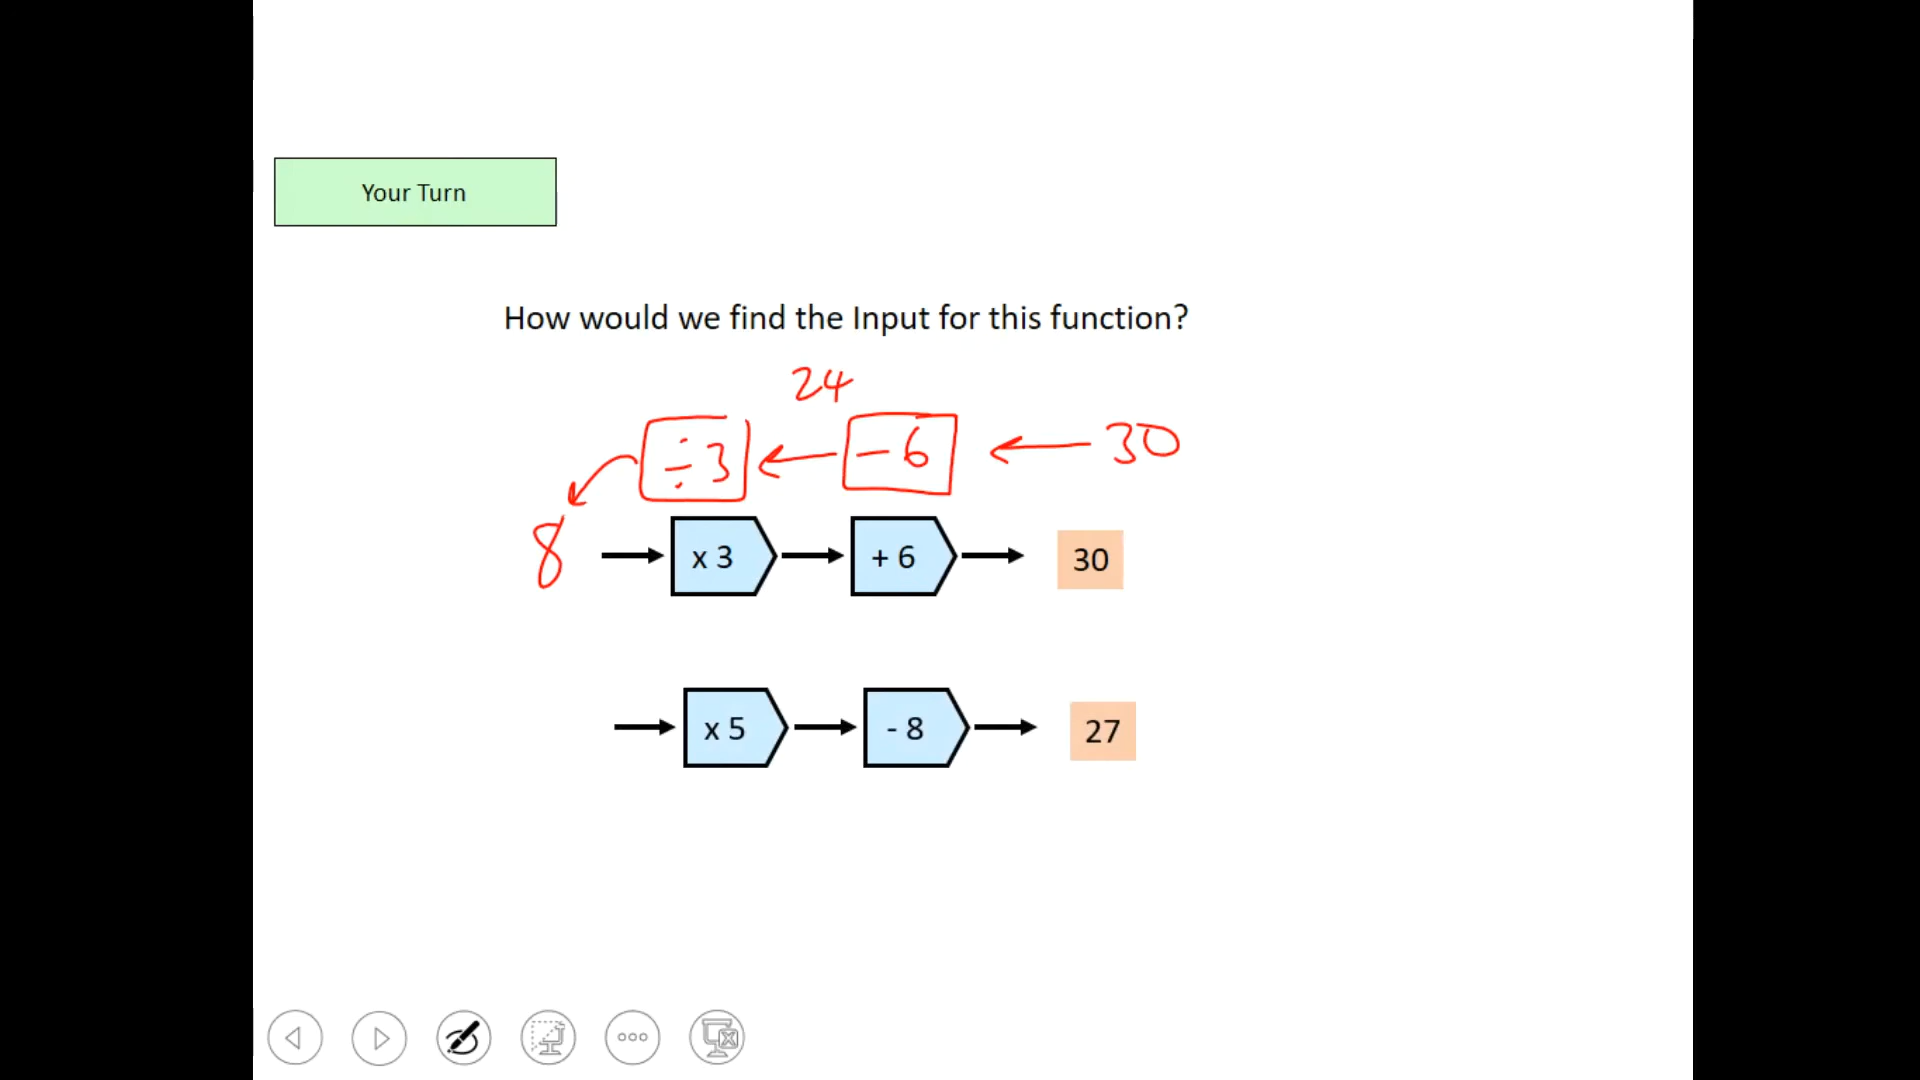 Your Turn
How would we find the Input for this function?
24
÷3 -6 30
8
x 3 + 6 30
x 5 - 8 27